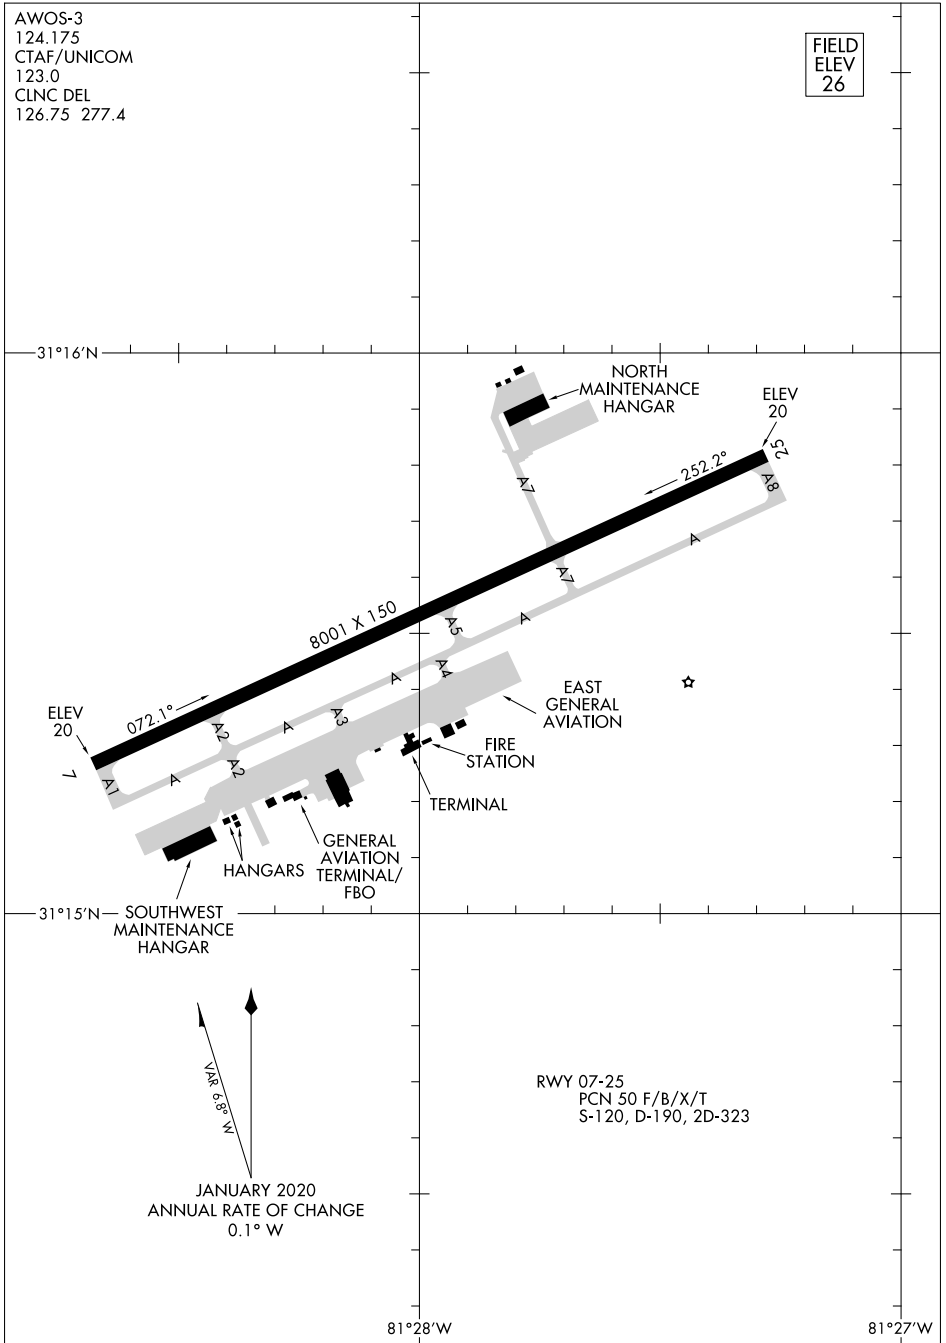 AWOS-3
124.175
CTAF/UNICOM
123.0
CLNC DEL
126.75 277.4
FIELD
ELEV
26
31°16'N
NORTH
MAINTENANCE
HANGAR
ELEV
20
25
252.2°
A8
A7
A
A7
8001 X 150
A5
A
A4
A
EAST
GENERAL
AVIATION
072.1°
ELEV
20
7
A2
A
A3
A2
A
A1
FIRE
STATION
TERMINAL
GENERAL
AVIATION
TERMINAL/
FBO
HANGARS
31°15'N
SOUTHWEST
MAINTENANCE
HANGAR
VAR 6.8° W
JANUARY 2020
ANNUAL RATE OF CHANGE
0.1° W
RWY 07-25
PCN 50 F/B/X/T
S-120, D-190, 2D-323
81°28'W
81°27'W